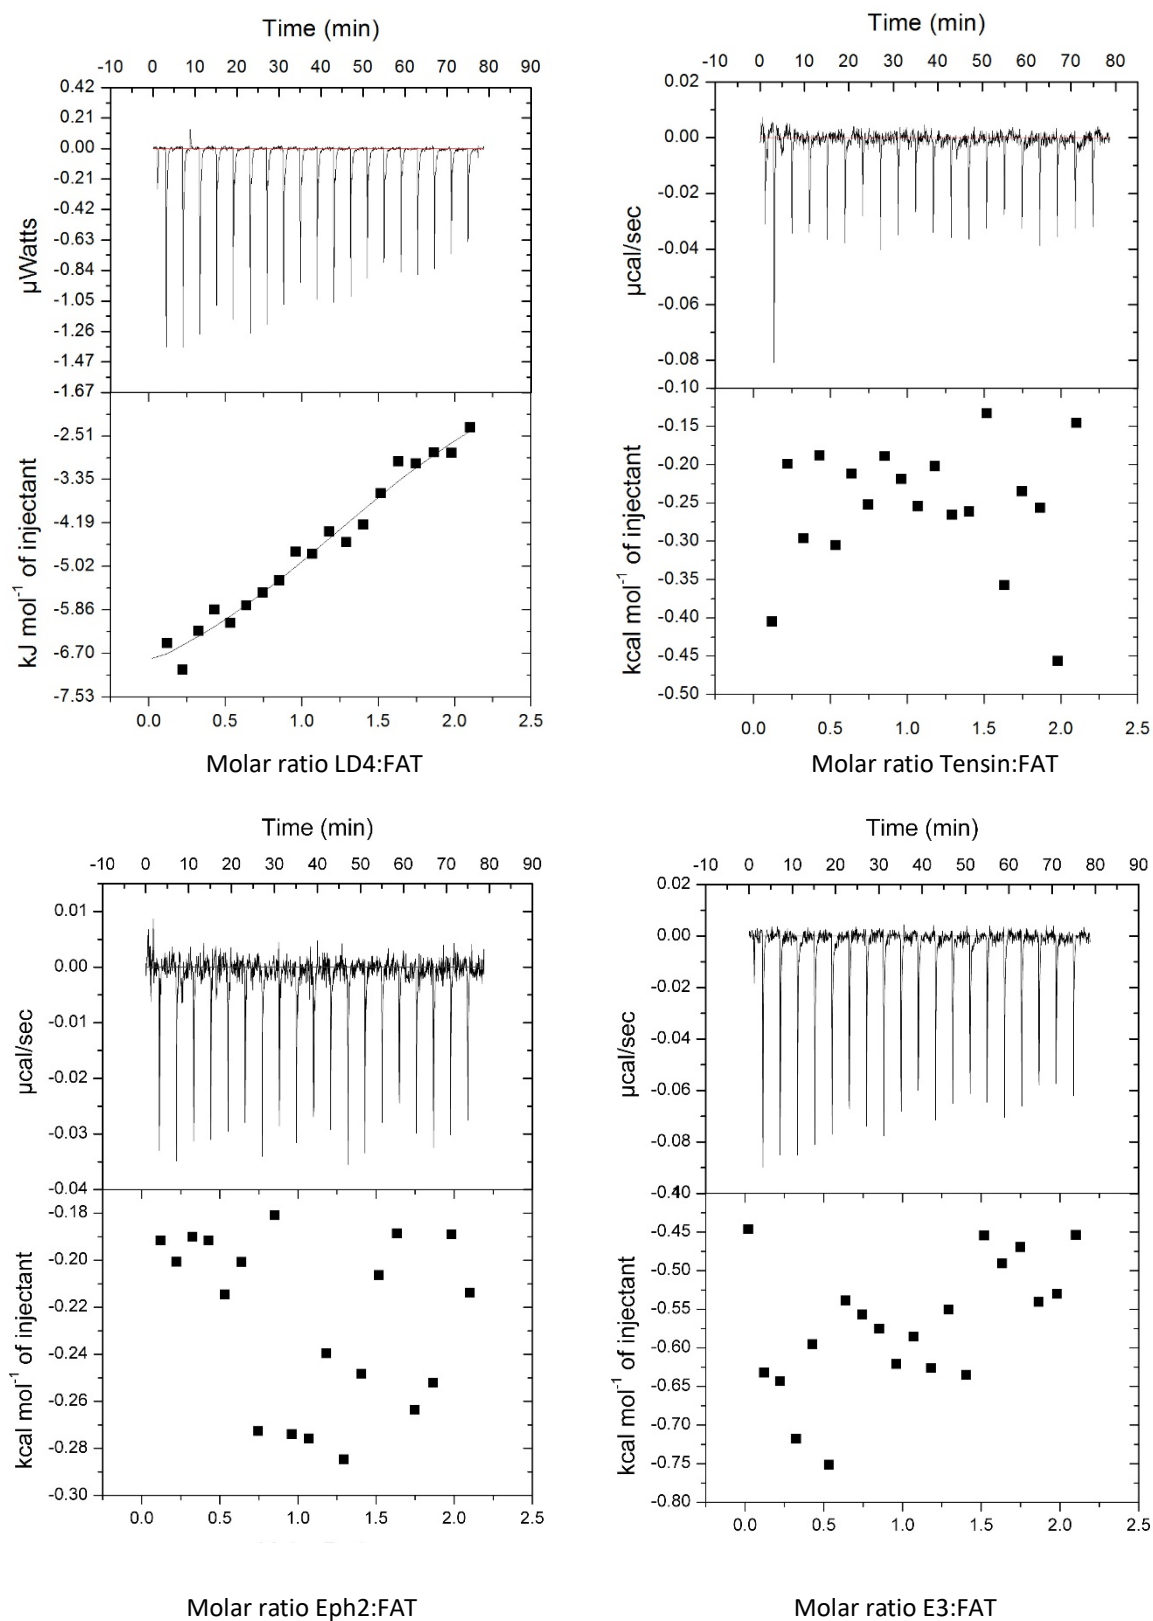 Time (min)
-10 0 10 20 30 40 50 60 70 80 90
0.42
0.21
0.00
-0.21
-0.42
-0.63
-0.84
-1.05
-1.26
-1.47
-1.67
µWatts
-2.51
-3.35
-4.19
-5.02
-5.86
-6.70
-7.53
kJ mol-1 of injectant
0.0 0.5 1.0 1.5 2.0 2.5
Molar ratio LD4:FAT
Time (min)
-10 0 10 20 30 40 50 60 70 80
0.02
0.00
-0.02
-0.04
-0.06
-0.08
-0.10
µcal/sec
-0.15
-0.20
-0.25
-0.30
-0.35
-0.40
-0.45
-0.50
kcal mol-1 of injectant
0.0 0.5 1.0 1.5 2.0 2.5
Molar ratio Tensin:FAT
Time (min)
-10 0 10 20 30 40 50 60 70 80 90
0.01
0.00
-0.01
-0.02
-0.03
-0.04
µcal/sec
-0.18
-0.20
-0.22
-0.24
-0.26
-0.28
-0.30
kcal mol-1 of injectant
0.0 0.5 1.0 1.5 2.0 2.5
Molar ratio Eph2:FAT
Time (min)
-10 0 10 20 30 40 50 60 70 80 90
0.02
0.00
-0.02
-0.04
-0.06
-0.08
-0.40
µcal/sec
-0.45
-0.50
-0.55
-0.60
-0.65
-0.70
-0.75
-0.80
kcal mol-1 of injectant
0.0 0.5 1.0 1.5 2.0 2.5
Molar ratio E3:FAT